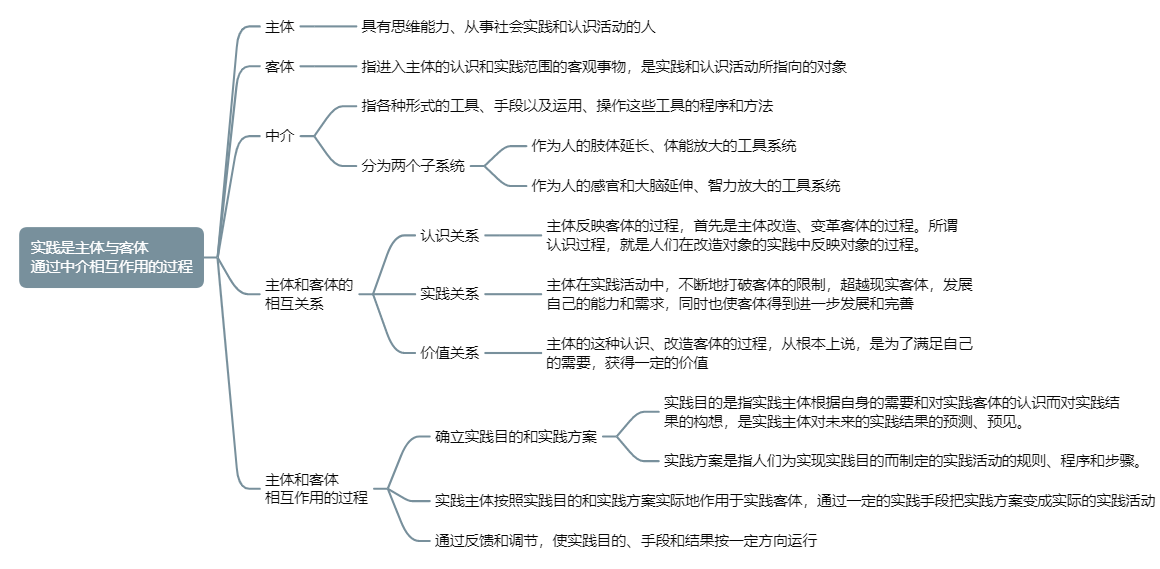 实践是主体与客体
通过中介相互作用的过程
主体
具有思维能力、从事社会实践和认识活动的人
客体
指进入主体的认识和实践范围的客观事物，是实践和认识活动所指向的对象
中介
指各种形式的工具、手段以及运用、操作这些工具的程序和方法
分为两个子系统
作为人的肢体延长、体能放大的工具系统
作为人的感官和大脑延伸、智力放大的工具系统
主体和客体的
相互关系
认识关系
主体反映客体的过程，首先是主体改造、变革客体的过程。所谓
认识过程，就是人们在改造对象的实践中反映对象的过程。
实践关系
主体在实践活动中，不断地打破客体的限制，超越现实客体，发展
自己的能力和需求，同时也使客体得到进一步发展和完善
价值关系
主体的这种认识、改造客体的过程，从根本上说，是为了满足自己
的需要，获得一定的价值
主体和客体
相互作用的过程
确立实践目的和实践方案
实践目的是指实践主体根据自身的需要和对实践客体的认识而对实践结
果的构想，是实践主体对未来的实践结果的预测、预见。
实践方案是指人们为实现实践目的而制定的实践活动的规则、程序和步骤。
实践主体按照实践目的和实践方案实际地作用于实践客体，通过一定的实践手段把实践方案变成实际的实践活动
通过反馈和调节，使实践目的、手段和结果按一定方向运行